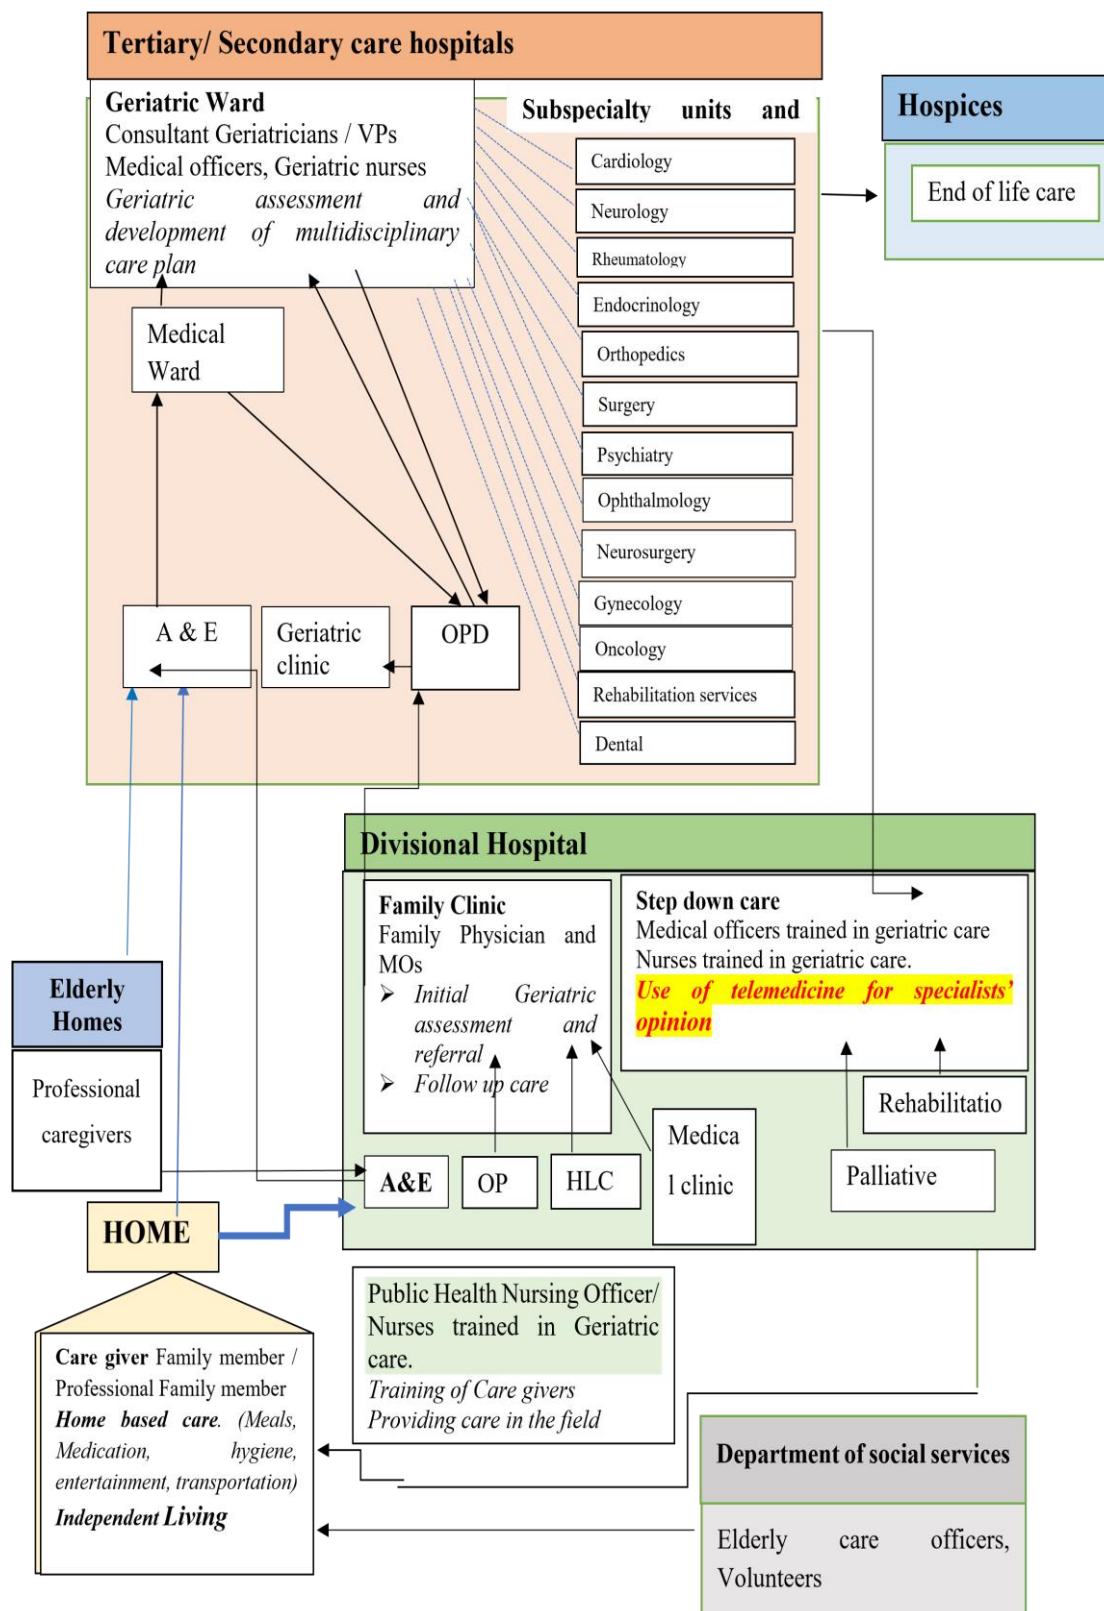 Tertiary/ Secondary care hospitals
Geriatric Ward
Consultant Geriatricians / VPs
Medical officers, Geriatric nurses
Geriatric assessment and
development of multidisciplinary
care plan
Subspecialty units and
Cardiology
Neurology
Rheumatology
Endocrinology
Orthopedics
Surgery
Psychiatry
Ophthalmology
Neurosurgery
Gynecology
Oncology
Rehabilitation services
Dental
Hospices
End of life care
Medical
Ward
A & E
Geriatric
clinic
OPD
Divisional Hospital
Family Clinic
Family Physician and
MOs
➢ Initial Geriatric
assessment and
referral
➢ Follow up care
Step down care
Medical officers trained in geriatric care
Nurses trained in geriatric care.
Use of telemedicine for specialists’
opinion
Rehabilitatio
Palliative
A&E
OP
HLC
Medica
l clinic
Elderly
Homes
Professional
caregivers
HOME
Care giver Family member /
Professional Family member
Home based care. (Meals,
Medication, hygiene,
entertainment, transportation)
Independent Living
Public Health Nursing Officer/
Nurses trained in Geriatric
care.
Training of Care givers
Providing care in the field
Department of social services
Elderly care officers,
Volunteers